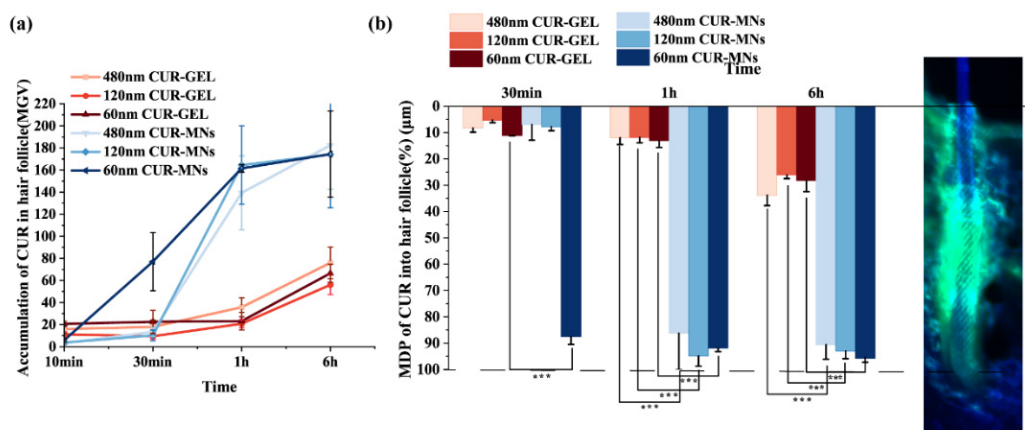 (a)
480nm CUR-GEL
120nm CUR-GEL
60nm CUR-GEL
480nm CUR-MNs
120nm CUR-MNs
60nm CUR-MNs
Accumulation of CUR in hair follicle(MGV)
220
200
180
160
140
120
100
80
60
40
20
0
10min 30min 1h 6h
Time
(b)
480nm CUR-GEL 480nm CUR-MNs
120nm CUR-GEL 120nm CUR-MNs
60nm CUR-GEL 60nm CUR-MNs
Time
30min 1h 6h
MDP of CUR into hair follicle(%) (μm)
0
10
20
30
40
50
60
70
80
90
100
***
***
***
***
***
***
***